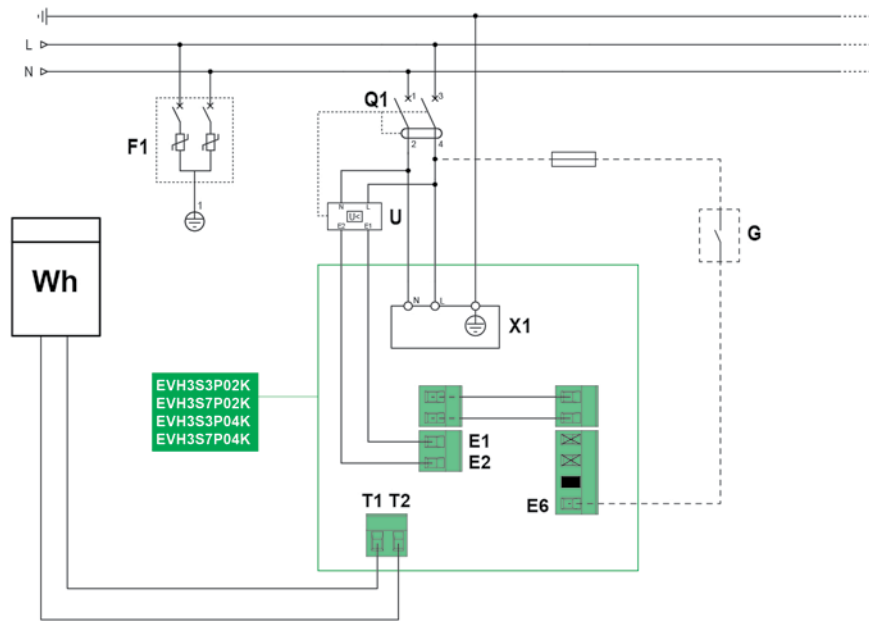 L
N
Q1
1
3
F1
2
4
1
N
L
U<
U
E2
E1
G
Wh
N
L
X1
EVH3S3P02K
EVH3S7P02K
EVH3S3P04K
EVH3S7P04K
E1
E2
E6
T1 T2